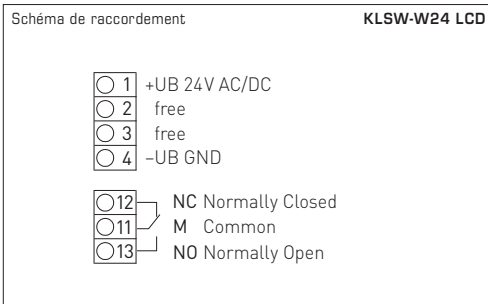 Schéma de raccordement KLSW-W24 LCD
1 +UB 24V AC/DC
2 free
3 free
4 –UB GND
12 NC Normally Closed
11 M Common
13 NO Normally Open